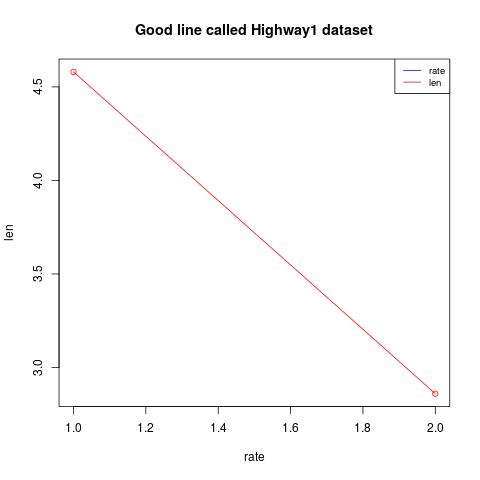 Good line called Highway1 dataset
rate
len
4.5
4.0
3.5
3.0
len
1.0 1.2 1.4 1.6 1.8 2.0
rate